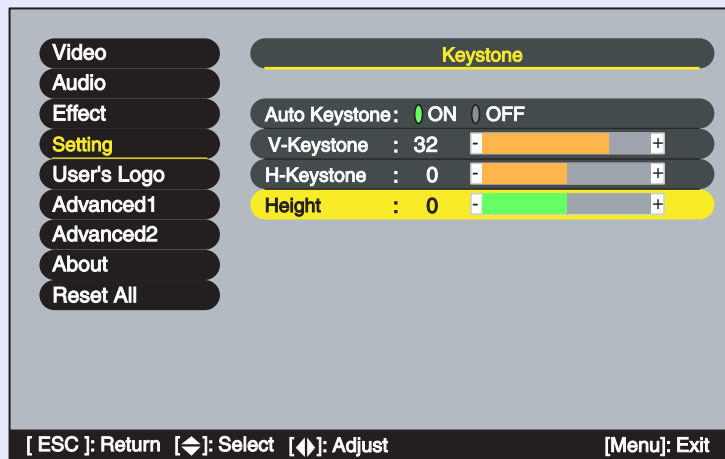 Video
Audio
Effect
Setting
User's Logo
Advanced1
Advanced2
About
Reset All
Keystone
Auto Keystone: ON OFF
V-Keystone : 32 - +
H-Keystone : 0 - +
Height : 0 - +
[ ESC ]: Return [ ]: Select [ ]: Adjust [Menu]: Exit